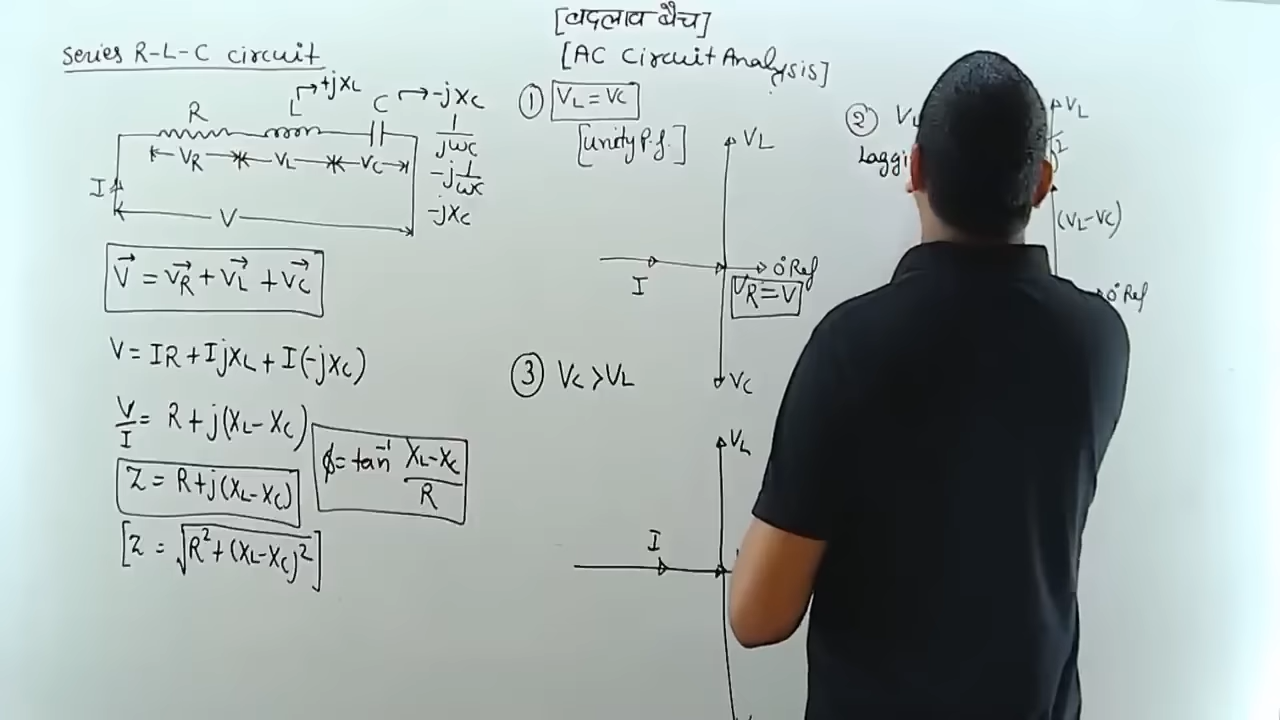 [बदलाव बैच]
[AC Circuit Analysis]
Series R-L-C circuit
R
L
+jXL
C
-jXC
VR
VL
VC
1/jωC
-j 1/ωC
-jXC
I
V
V⃗ = V⃗R + V⃗L + V⃗C
V = IR + IjXL + I(-jXC)
V/I = R + j(XL-XC)
Z = R+j(XL-XC)
[Z = √R²+(XL-XC)²]
ϕ = tan⁻¹ XL-XC/R
① VL = VC
[unity P.f.]
VL
I
0° Ref
VR = V
VC
②
VL
(VL-VC)
0° Ref
③ VC > VL
VL
I